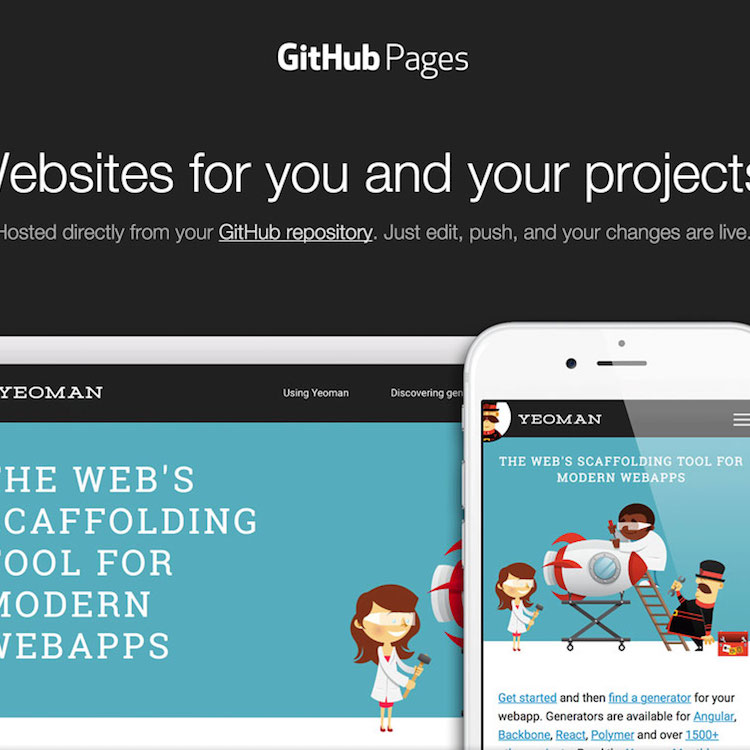 GitHub Pages
Websites for you and your projects
Hosted directly from your GitHub repository. Just edit, push, and your changes are live.
YEOMAN
Using Yeoman
Discovering gen
THE WEB'S
SCAFFOLDING
TOOL FOR
MODERN
WEBAPPS
YEOMAN
THE WEB'S SCAFFOLDING TOOL FOR
MODERN WEBAPPS
Get started and then find a generator for your
webapp. Generators are available for Angular,
Backbone, React, Polymer and over 1500+